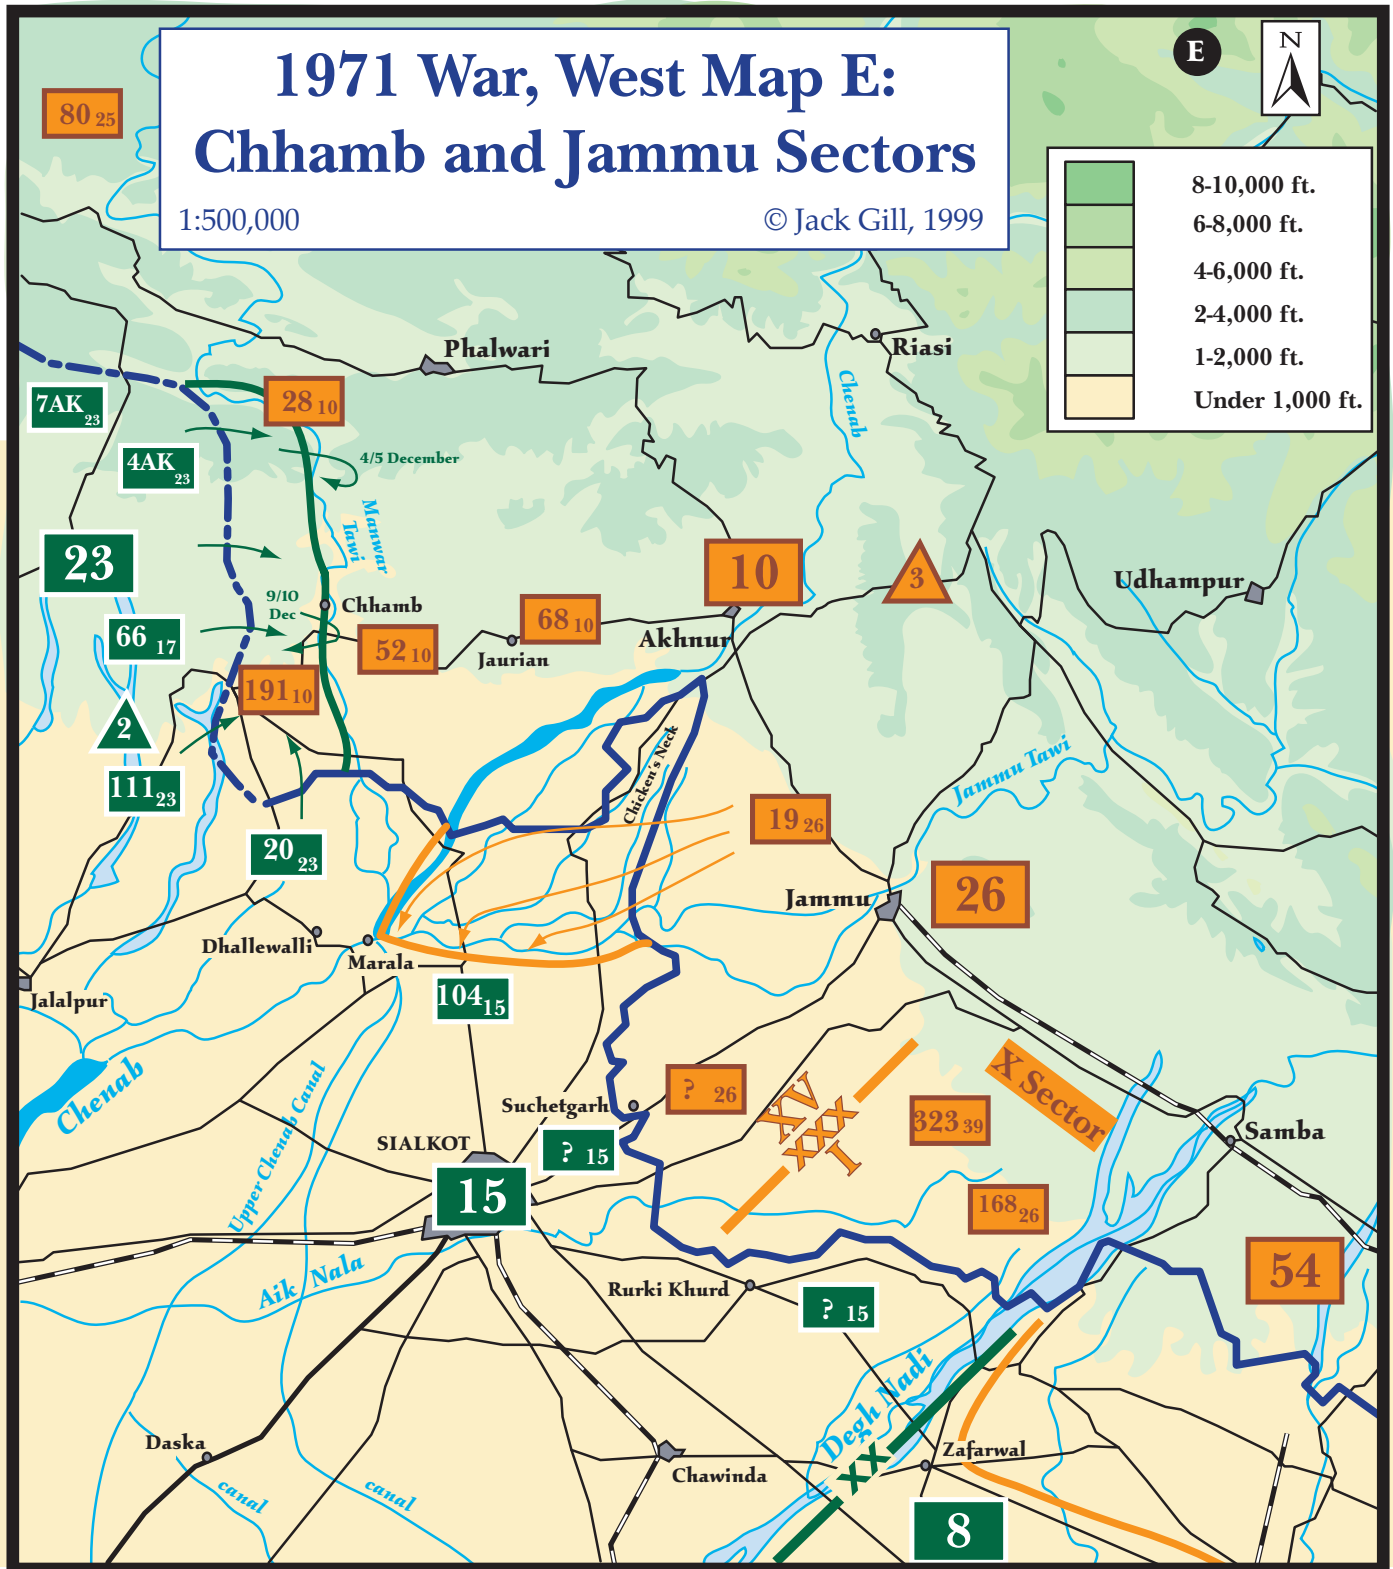 1971 War, West Map E:
Chhamb and Jammu Sectors
1:500,000
© Jack Gill, 1999
E
N
8-10,000 ft.
6-8,000 ft.
4-6,000 ft.
2-4,000 ft.
1-2,000 ft.
Under 1,000 ft.
80 25
Phalwari
Riasi
Chenab
7AK 23
28 10
4AK 23
4/5 December
Manwar
Tawi
23
10
3
Udhampur
9/10
Dec
Chhamb
66 17
52 10
68 10
Jaurian
Akhnur
191 10
2
Chicken's Neck
Jammu Tawi
111 23
20 23
19 26
Jammu
26
Dhallewalli
Marala
Jalalpur
104 15
Chenab
Upper Chenab Canal
Suchetgarh
? 26
XV
XXX
I
X Sector
323 39
Samba
SIALKOT
? 15
15
168 26
54
Aik Nala
Rurki Khurd
? 15
Degh Nadi
XX
Daska
canal
canal
Chawinda
Zafarwal
8